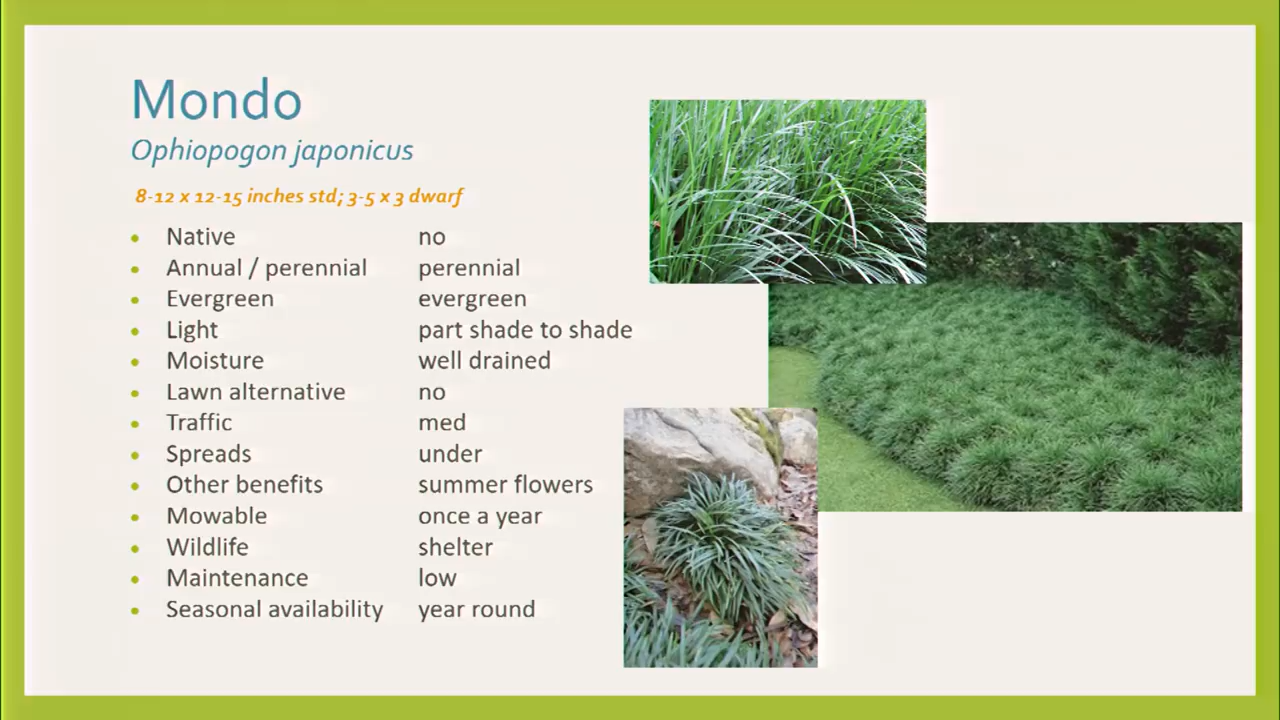 Mondo
Ophiopogon japonicus
8-12 x 12-15 inches std; 3-5 x 3 dwarf
• Native no
• Annual / perennial perennial
• Evergreen evergreen
• Light part shade to shade
• Moisture well drained
• Lawn alternative no
• Traffic med
• Spreads under
• Other benefits summer flowers
• Mowable once a year
• Wildlife shelter
• Maintenance low
• Seasonal availability year round